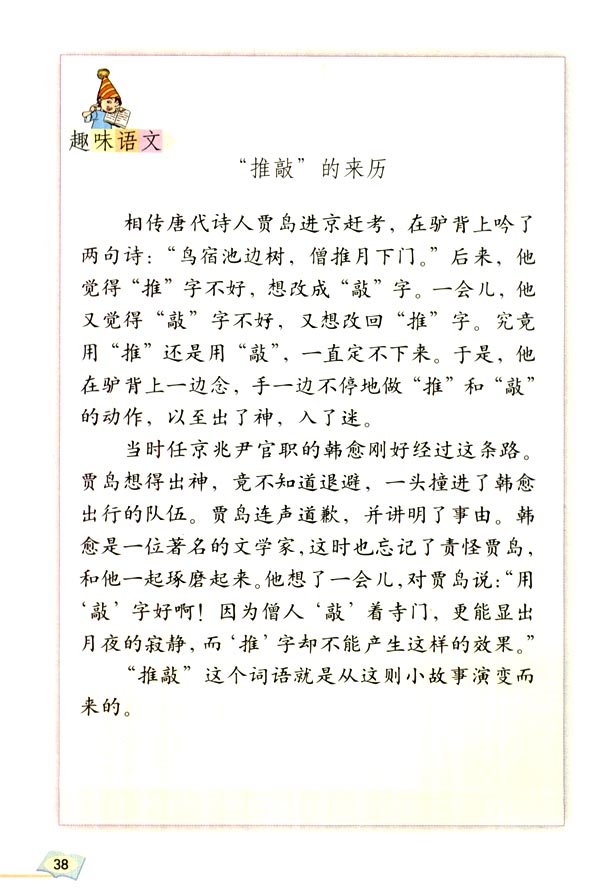 趣味语文
“推敲”的来历
相传唐代诗人贾岛进京赶考，在驴背上吟了
两句诗：“鸟宿池边树，僧推月下门。”后来，他
觉得“推”字不好，想改成“敲”字。一会儿，他
又觉得“敲”字不好，又想改回“推”字。究竟
用“推”还是用“敲”，一直定不下来。于是，他
在驴背上一边念，手一边不停地做“推”和“敲”
的动作，以至出了神，入了迷。
当时任京兆尹官职的韩愈刚好经过这条路。
贾岛想得出神，竟不知道退避，一头撞进了韩愈
出行的队伍。贾岛连声道歉，并讲明了事由。韩
愈是一位著名的文学家，这时也忘记了责怪贾岛，
和他一起琢磨起来。他想了一会儿，对贾岛说：“用
‘敲’字好啊！因为僧人‘敲’着寺门，更能显出
月夜的寂静，而‘推’字却不能产生这样的效果。”
“推敲”这个词语就是从这则小故事演变而
来的。
38